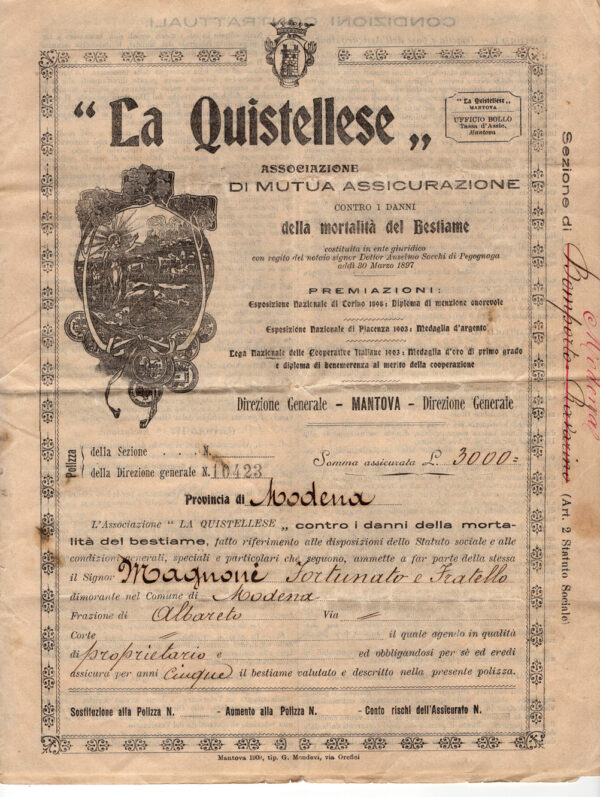 " La Quistellese „
" La Quistellese „
MANTOVA
UFFICIO BOLLO
Tassa d'Assic.
Mantova
ASSOCIAZIONE
DI MUTUA ASSICURAZIONE
CONTRO I DANNI
della mortalità del Bestiame
costituita in ente giuridico
con rogito del notaio signor Dottor Anselmo Sacchi di Pegognaga
addì 30 Marzo 1897
PREMIAZIONI:
Esposizione Nazionale di Torino 1898: Diploma di menzione onorevole
Esposizione Nazionale di Piacenza 1902: Medaglia d'argento
Lega Nazionale delle Cooperative Italiane 1903: Medaglia d'oro di primo grado
e diploma di benemerenza al merito della cooperazione
Direzione Generale - MANTOVA - Direzione Generale
Polizza
della Sezione . . N.
della Direzione generale N. 10423
Somma assicurata L. 3000=
Provincia di Modena
L'Associazione " LA QUISTELLESE „ contro i danni della morta-
lità del bestiame, fatto riferimento alle disposizioni dello Statuto sociale e alle
condizioni generali, speciali e particolari che seguono, ammette a far parte della stessa
il Signor Magnoni Fortunato e Fratello
dimorante nel Comune di Modena
Frazione di Albareto Via =
Corte = il quale agendo in qualità
di proprietario e ed obbligandosi per sè ed eredi
assicura per anni Cinque il bestiame valutato e descritto nella presente polizza.
Sostituzione alla Polizza N. - Aumento alla Polizza N. - Conto rischi dell'Assicurato N.
Mantova 1908, tip. G. Mondovi, via Orefici
Sezione di Bomporto-Ravarino (Art. 2 Statuto Sociale)
Modena
CONDIZIONI CONTRATTUALI